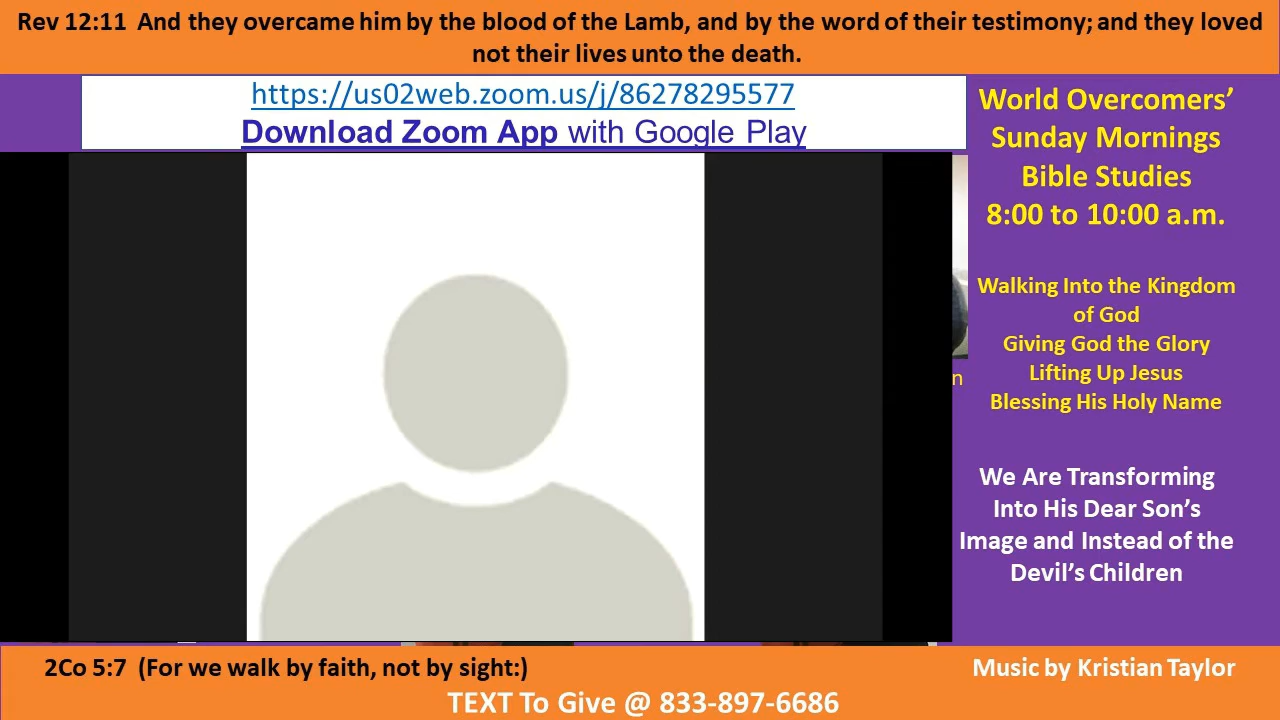 Rev 12:11  And they overcame him by the blood of the Lamb, and by the word of their testimony; and they loved
not their lives unto the death.
https://us02web.zoom.us/j/86278295577
Download Zoom App with Google Play
World Overcomers’
Sunday Mornings
Bible Studies
8:00 to 10:00 a.m.
Walking Into the Kingdom
of God
Giving God the Glory
Lifting Up Jesus
Blessing His Holy Name
We Are Transforming
Into His Dear Son’s
Image and Instead of the
Devil’s Children
2Co 5:7  (For we walk by faith, not by sight:)
Music by Kristian Taylor
TEXT To Give @ 833-897-6686